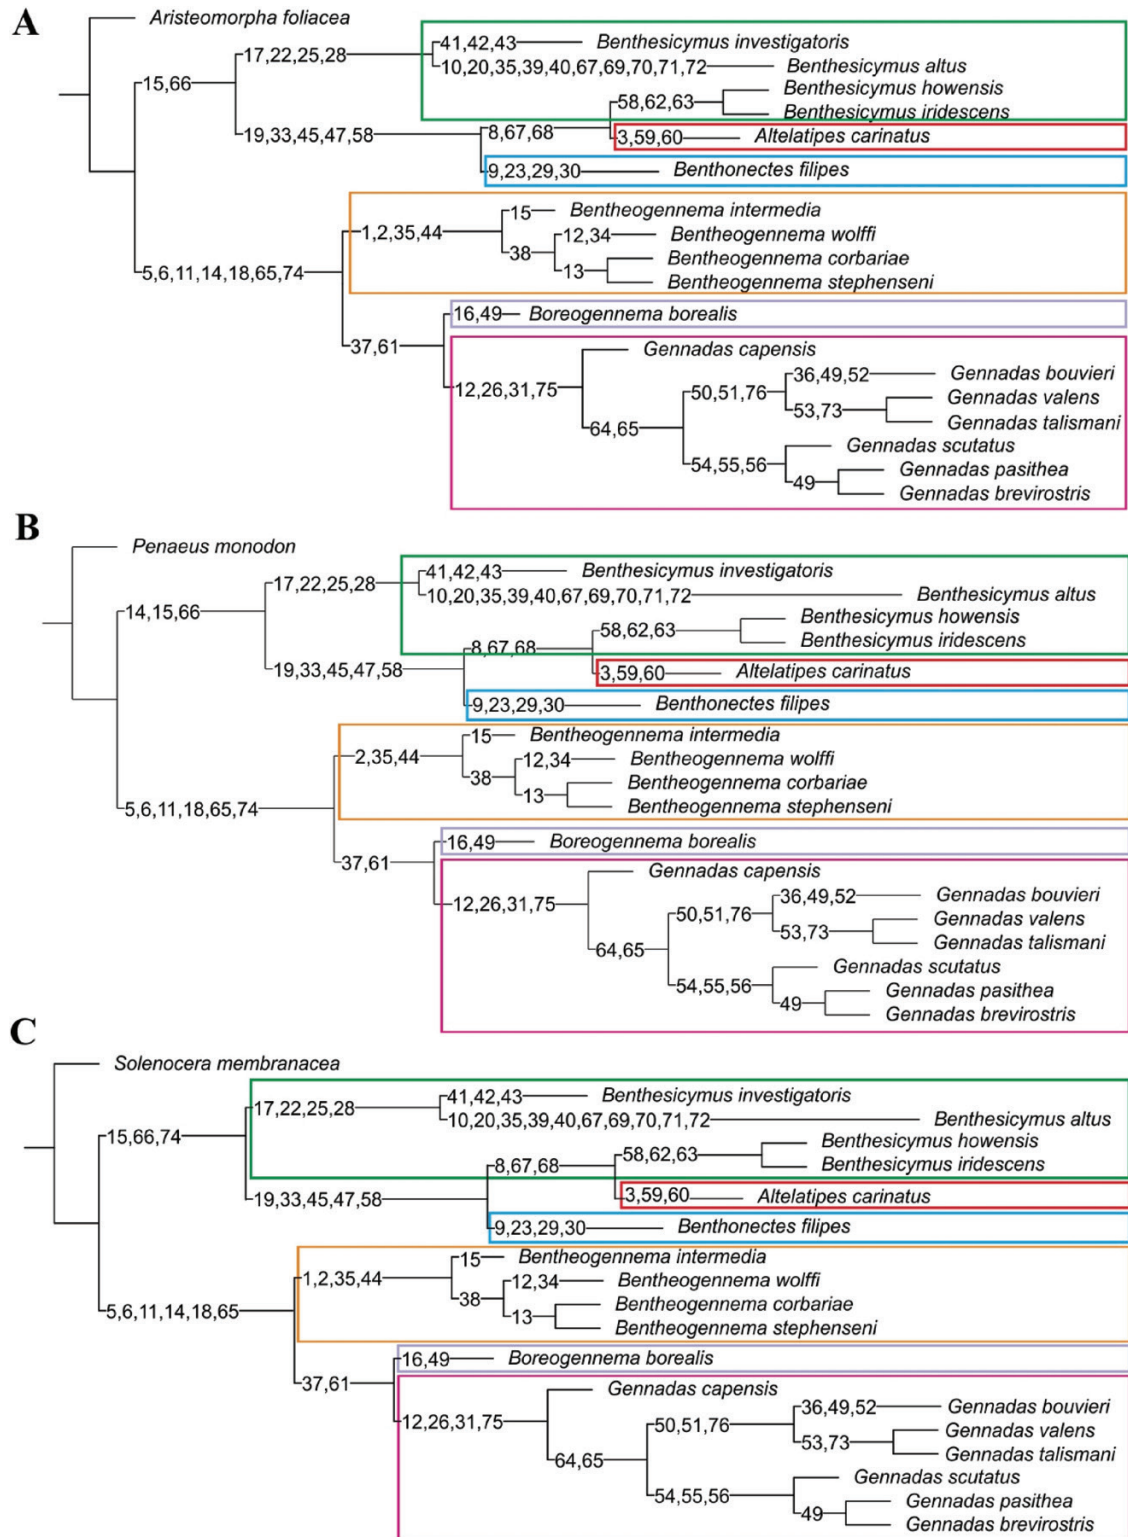 A
Aristeomorpha foliacea
41,42,43 Benthesicymus investigatoris
17,22,25,28
10,20,35,39,40,67,69,70,71,72 Benthesicymus altus
15,66
Benthesicymus howensis
58,62,63
Benthesicymus iridescens
19,33,45,47,58
8,67,68
3,59,60 Altelatipes carinatus
9,23,29,30 Benthonectes filipes
15 Bentheogennema intermedia
1,2,35,44
12,34 Bentheogennema wolffi
38
Bentheogennema corbariae
13
5,6,11,14,18,65,74
Bentheogennema stephenseni
16,49 Boreogennema borealis
37,61
Gennadas capensis
36,49,52 Gennadas bouvieri
12,26,31,75
50,51,76
Gennadas valens
53,73
Gennadas talismani
64,65
Gennadas scutatus
54,55,56
Gennadas pasithea
49
Gennadas brevirostris
B
Penaeus monodon
41,42,43 Benthesicymus investigatoris
17,22,25,28
10,20,35,39,40,67,69,70,71,72 Benthesicymus altus
14,15,66
Benthesicymus howensis
58,62,63
Benthesicymus iridescens
8,67,68
19,33,45,47,58
3,59,60 Altelatipes carinatus
9,23,29,30 Benthonectes filipes
15 Bentheogennema intermedia
2,35,44
12,34 Bentheogennema wolffi
38
Bentheogennema corbariae
13
5,6,11,18,65,74
Bentheogennema stephenseni
16,49 Boreogennema borealis
37,61
Gennadas capensis
36,49,52 Gennadas bouvieri
12,26,31,75
50,51,76
Gennadas valens
53,73
Gennadas talismani
64,65
Gennadas scutatus
54,55,56
Gennadas pasithea
49
Gennadas brevirostris
C
Solenocera membranacea
41,42,43 Benthesicymus investigatoris
17,22,25,28
10,20,35,39,40,67,69,70,71,72 Benthesicymus altus
15,66,74
Benthesicymus howensis
58,62,63
Benthesicymus iridescens
8,67,68
19,33,45,47,58
3,59,60 Altelatipes carinatus
9,23,29,30 Benthonectes filipes
15 Bentheogennema intermedia
1,2,35,44
12,34 Bentheogennema wolffi
38
Bentheogennema corbariae
13
5,6,11,14,18,65
Bentheogennema stephenseni
16,49 Boreogennema borealis
37,61
Gennadas capensis
36,49,52 Gennadas bouvieri
12,26,31,75
50,51,76
Gennadas valens
53,73
Gennadas talismani
64,65
Gennadas scutatus
54,55,56
Gennadas pasithea
49
Gennadas brevirostris